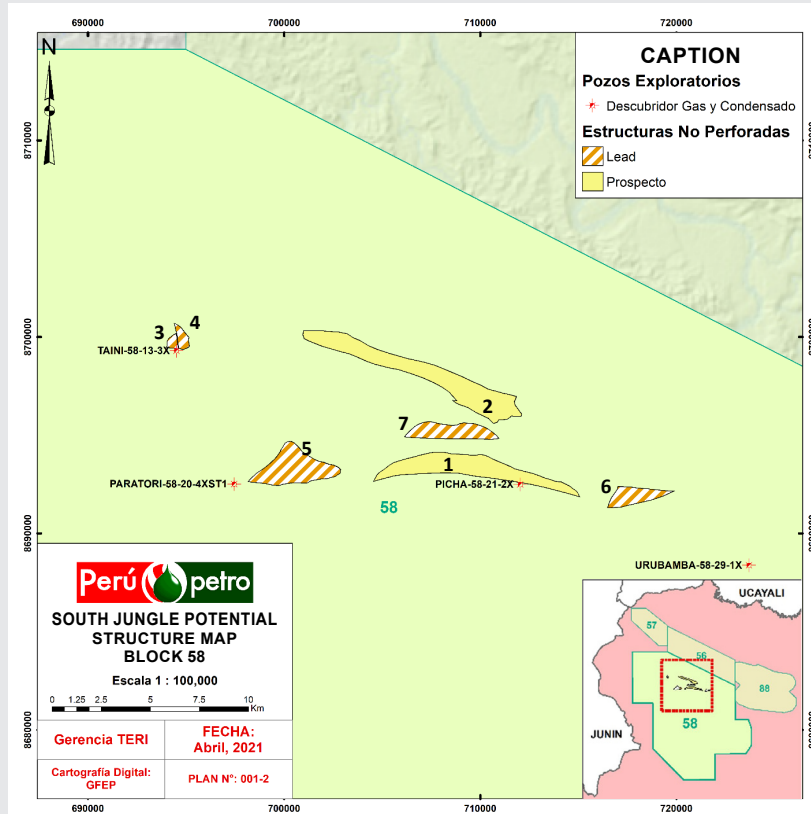 690000
700000
710000
720000
N
CAPTION
Pozos Exploratorios
Descubridor Gas y Condensado
Estructuras No Perforadas
Lead
Prospecto
8710000
8700000
3
4
TAINI-58-13-3X
2
7
5
1
PARATORI-58-20-4XST1
PICHA-58-21-2X
6
58
8690000
URUBAMBA-58-29-1X
Perú petro
SOUTH JUNGLE POTENTIAL
STRUCTURE MAP
BLOCK 58
Escala 1 : 100,000
0 1.25 2.5 5 7.5 10
Km
Gerencia TERI
FECHA:
Abril, 2021
Cartografía Digital:
GFEP
PLAN N°: 001-2
8680000
UCAYALI
57
56
88
58
JUNIN
690000
700000
710000
720000